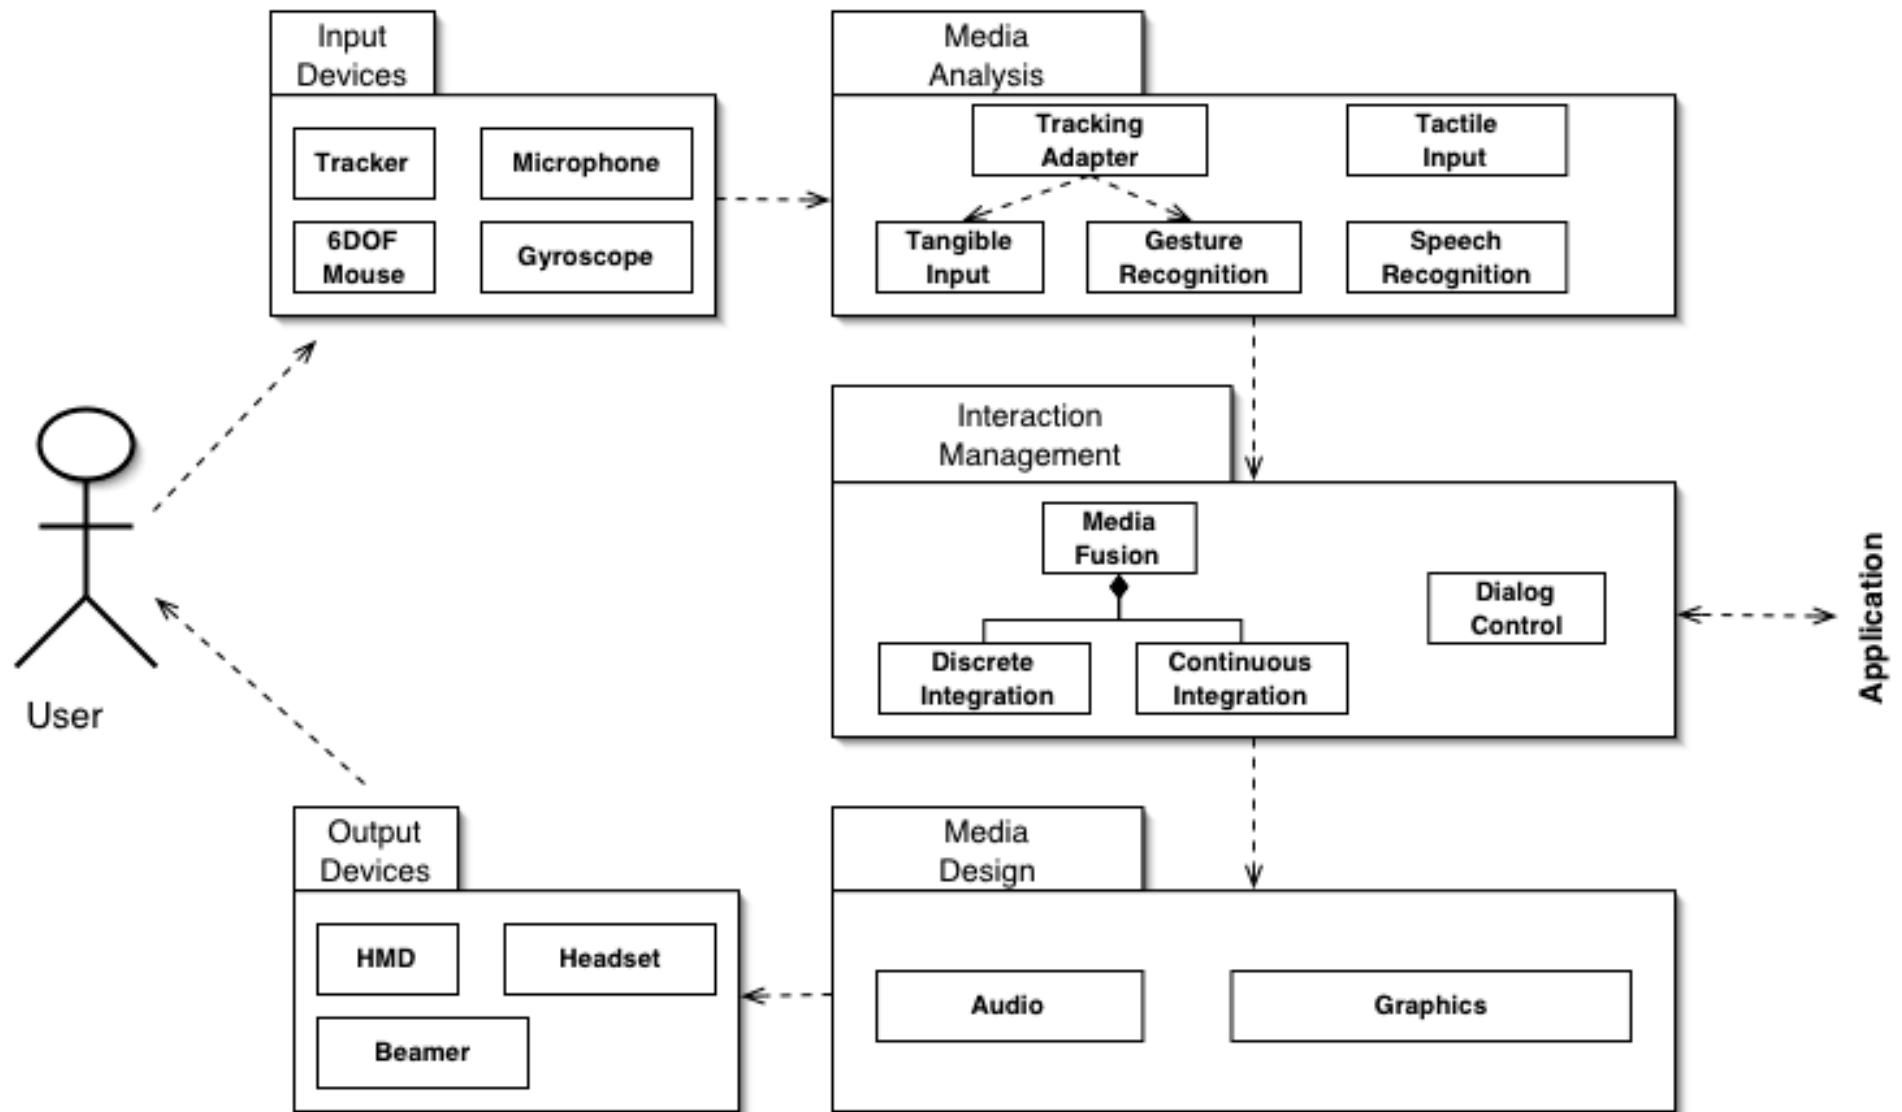 Input
Devices
Tracker
Microphone
6DOF
Mouse
Gyroscope
Media
Analysis
Tracking
Adapter
Tactile
Input
Tangible
Input
Gesture
Recognition
Speech
Recognition
User
Interaction
Management
Media
Fusion
Discrete
Integration
Continuous
Integration
Dialog
Control
Application
Output
Devices
HMD
Headset
Beamer
Media
Design
Audio
Graphics